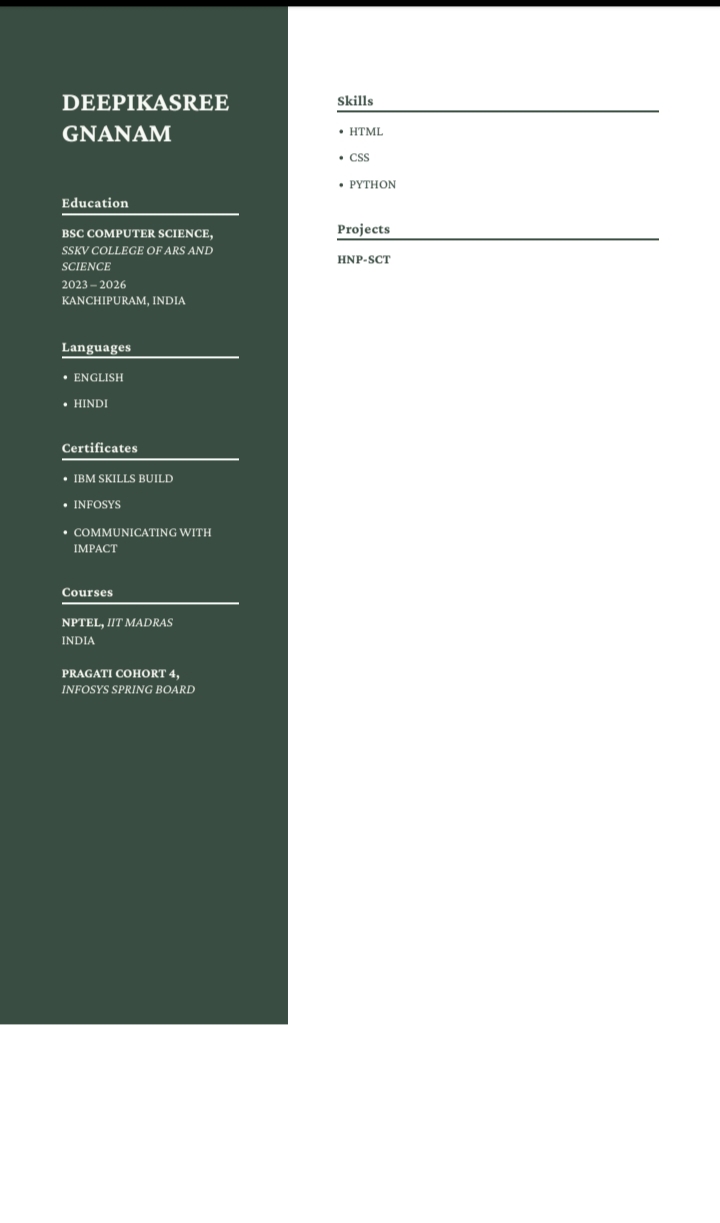 DEEPIKASREE
GNANAM
Education
BSC COMPUTER SCIENCE,
SSKV COLLEGE OF ARS AND
SCIENCE
2023 – 2026
KANCHIPURAM, INDIA
Languages
• ENGLISH
• HINDI
Certificates
• IBM SKILLS BUILD
• INFOSYS
• COMMUNICATING WITH
IMPACT
Courses
NPTEL, IIT MADRAS
INDIA
PRAGATI COHORT 4,
INFOSYS SPRING BOARD
Skills
• HTML
• CSS
• PYTHON
Projects
HNP-SCT